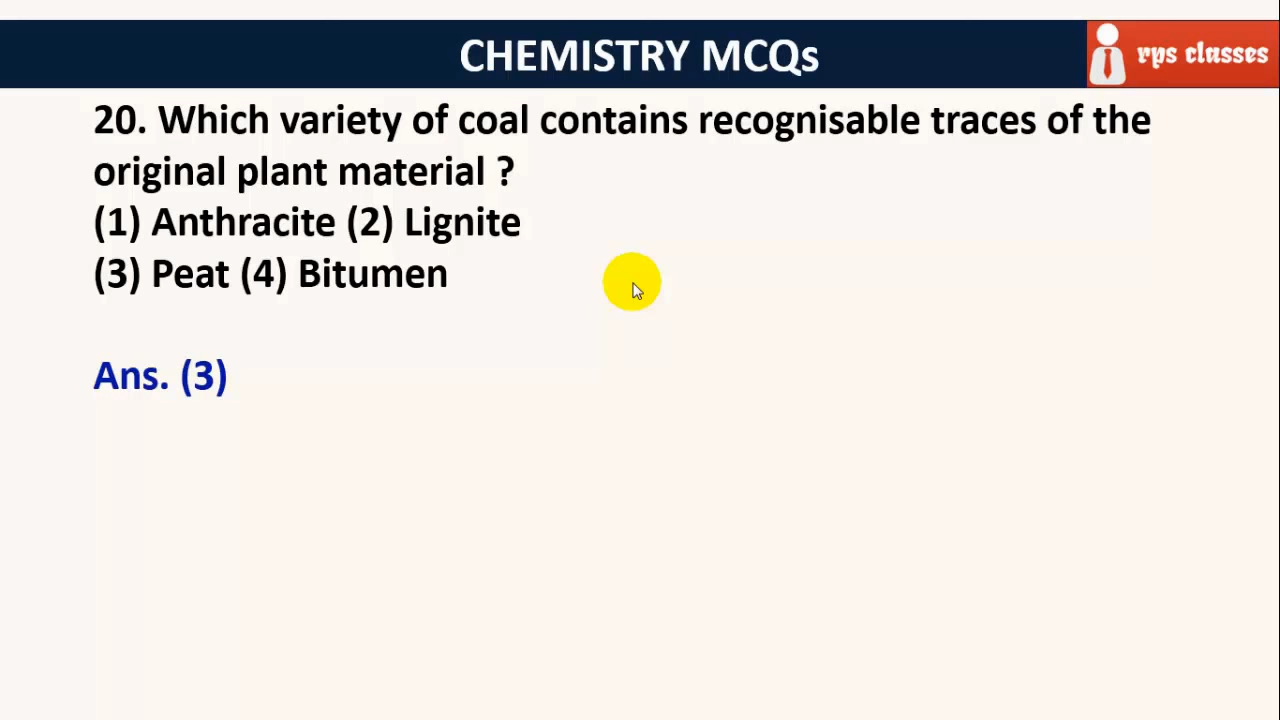 CHEMISTRY MCQs
rps classes
20. Which variety of coal contains recognisable traces of the
original plant material ?
(1) Anthracite (2) Lignite
(3) Peat (4) Bitumen
Ans. (3)